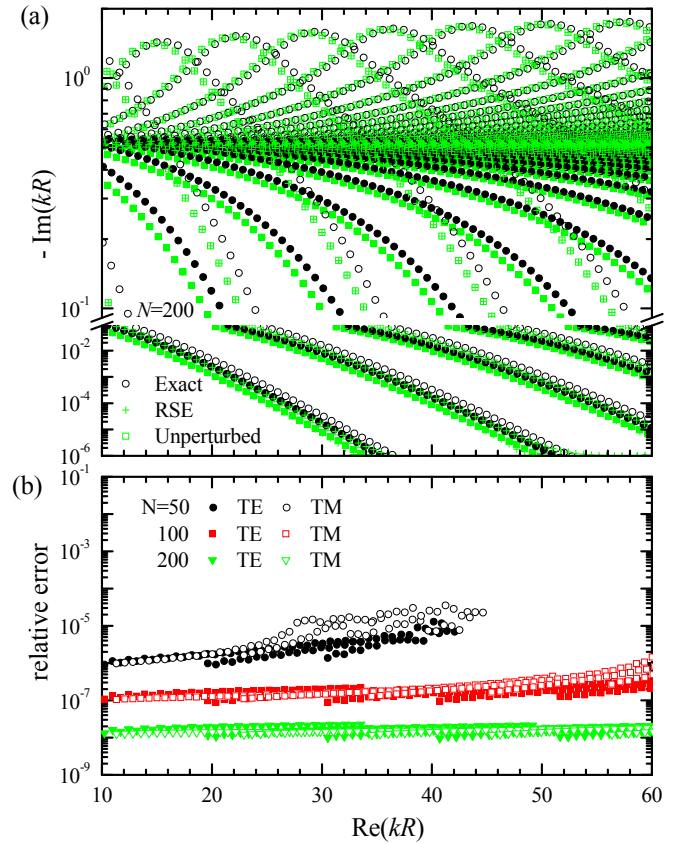 (a)
10⁰
- Im(kR)
10⁻¹
N=200
10⁻²
Exact
10⁻⁴
RSE
Unperturbed
10⁻⁶
(b)
10⁻¹
N=50 TE TM
100 TE TM
10⁻³
200 TE TM
relative error
10⁻⁵
10⁻⁷
10⁻⁹
10 20 30 40 50 60
Re(kR)